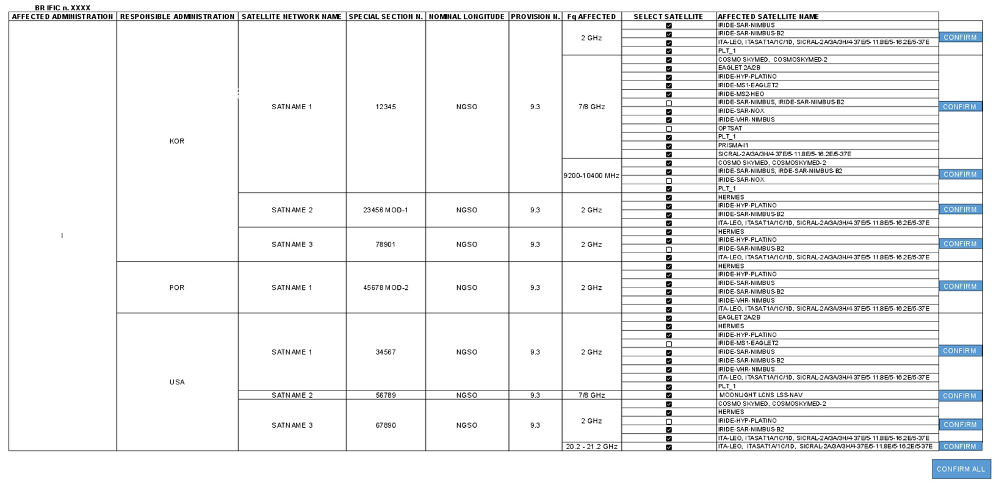 BR IFIC n. XXXX
AFFECTED ADMINISTRATION RESPONSIBLE ADMINISTRATION SATELLITE NETWORK NAME SPECIAL SECTION N. NOMINAL LONGITUDE PROVISION N. Fq AFFECTED SELECT SATELLITE AFFECTED SATELLITE NAME
I
KOR
SATNAME 1 12345 NGSO 9.3
2 GHz
IRIDE-SAR-NIMBUS
IRIDE-SAR-NIMBUS-B2
ITA-LEO, ITASAT1A/1C/1D, SICRAL-2A/3A/3H/4-37E/5-11.8E/5-16.2E/5-37E
PLT_1
CONFIRM
7/8 GHz
COSMO SKYMED, COSMOSKYMED-2
EAGLET 2A/2B
IRIDE-HYP-PLATINO
IRIDE-MS1-EAGLET2
IRIDE-MS2-HEO
IRIDE-SAR-NIMBUS, IRIDE-SAR-NIMBUS-B2
IRIDE-SAR-NOX
IRIDE-VHR-NIMBUS
OPTSAT
PLT_1
PRISMA-I1
SICRAL-2A/3A/3H/4-37E/5-11.8E/5-16.2E/5-37E
CONFIRM
9200-10400 MHz
COSMO SKYMED, COSMOSKYMED-2
IRIDE-SAR-NIMBUS, IRDE-SAR-NIMBUS-B2
IRIDE-SAR-NOX
PLT_1
CONFIRM
SATNAME 2 23456 MOD-1 NGSO 9.3 2 GHz
HERMES
IRIDE-HYP-PLATINO
IRIDE-SAR-NIMBUS-B2
ITA-LEO, ITASAT1A/1C/1D, SICRAL-2A/3A/3H/4-37E/5-11.8E/5-16.2E/5-37E
CONFIRM
SATNAME 3 78901 NGSO 9.3 2 GHz
HERMES
IRIDE-HYP-PLATINO
IRIDE-SAR-NIMBUS-B2
ITA-LEO, ITASAT1A/1C/1D, SICRAL-2A/3A/3H/4-37E/5-11.8E/5-16.2E/5-37E
CONFIRM
POR
SATNAME 1 45678 MOD-2 NGSO 9.3 2 GHz
HERMES
IRIDE-HYP-PLATINO
IRIDE-SAR-NIMBUS
IRIDE-SAR-NIMBUS-B2
IRIDE-VHR-NIMBUS
ITA-LEO, ITASAT1A/1C/1D, SICRAL-2A/3A/3H/4-37E/5-11.8E/5-16.2E/5-37E
CONFIRM
USA
SATNAME 1 34567 NGSO 9.3 2 GHz
EAGLET 2A/2B
HERMES
IRIDE-HYP-PLATINO
IRIDE-MS1-EAGLET2
IRIDE-SAR-NIMBUS
IRIDE-SAR-NIMBUS-B2
IRIDE-VHR-NIMBUS
ITA-LEO, ITASAT1A/1C/1D, SICRAL-2A/3A/3H/4-37E/5-11.8E/5-16.2E/5-37E
PLT_1
CONFIRM
SATNAME 2 56789 NGSO 9.3 7/8 GHz MOONLIGHT LCNS LSS-NAV CONFIRM
SATNAME 3 67890 NGSO 9.3
2 GHz
COSMO SKYMED, COSMOSKYMED-2
HERMES
IRIDE-HYP-PLATINO
IRIDE-SAR-NIMBUS-B2
ITA-LEO, ITASAT1A/1C/1D, SICRAL-2A/3A/3H/4-37E/5-11.8E/5-16.2E/5-37E
CONFIRM
20.2 - 21.2 GHz ITA-LEO, ITASAT1A/1C/1D, SICRAL-2A/3A/3H/4-37E/5-11.8E/5-16.2E/5-37E CONFIRM
CONFIRM ALL